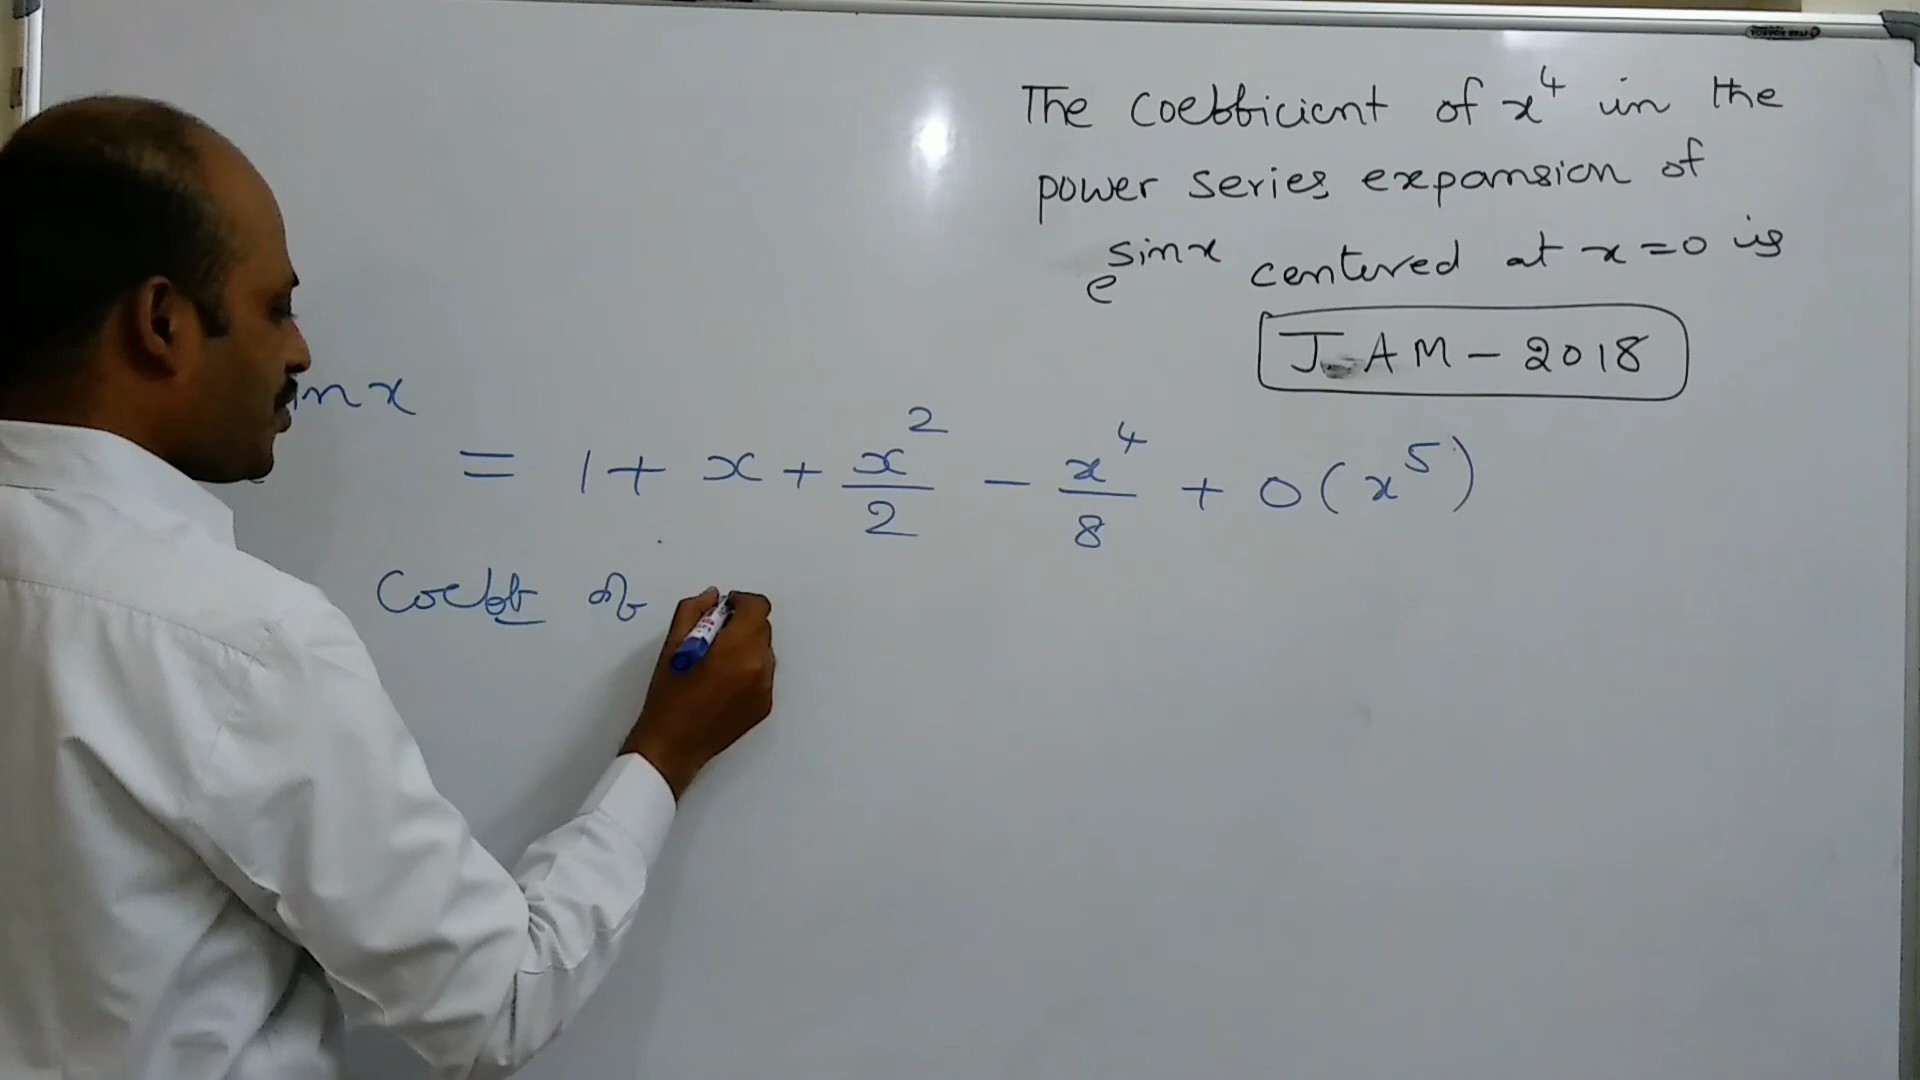 The coefficient of x⁴ in the
power series expansion of
e^sinx centered at x=0 is
JAM - 2018
inx
= 1 + x + x²/2 - x⁴/8 + O(x⁵)
Coeff of